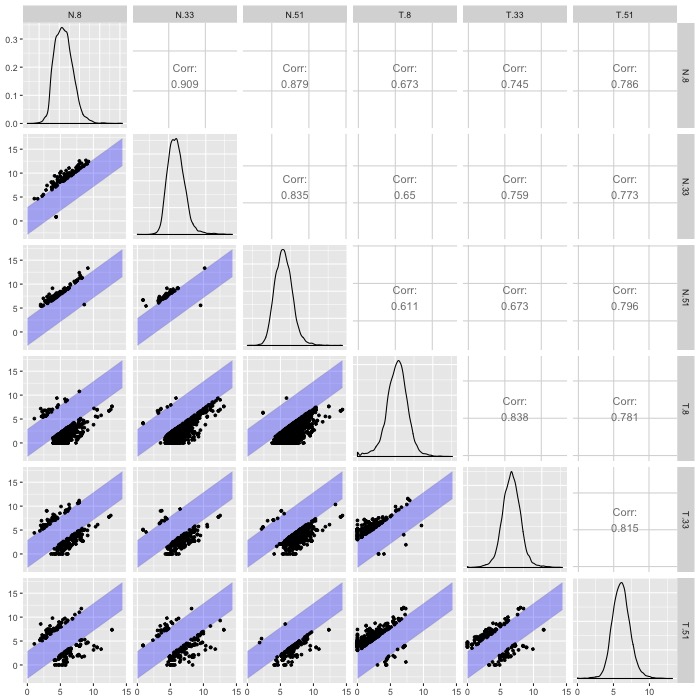 N.8 N.33 N.51 T.8 T.33 T.51
0.3
0.2
0.1
0.0
Corr:
0.909
Corr:
0.879
Corr:
0.673
Corr:
0.745
Corr:
0.786
N.8
15
10
5
0
Corr:
0.835
Corr:
0.65
Corr:
0.759
Corr:
0.773
N.33
15
10
5
0
Corr:
0.611
Corr:
0.673
Corr:
0.796
N.51
15
10
5
0
Corr:
0.838
Corr:
0.781
T.8
15
10
5
0
Corr:
0.815
T.33
15
10
5
0
T.51
0 5 10 15 0 5 10 15 0 5 10 15 0 5 10 15 0 5 10 15 0 5 10